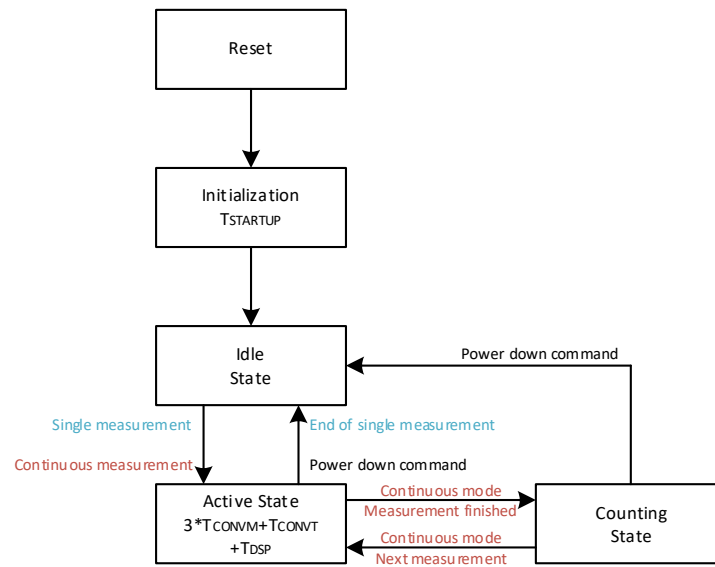 Reset
Initialization
TSTARTUP
Idle
State
Power down command
Single measurement
End of single measurement
Continuous measurement
Power down command
Active State
3*TCONVM+TCONVT
+TDSP
Continuous mode
Measurement finished
Continuous mode
Next measurement
Counting
State